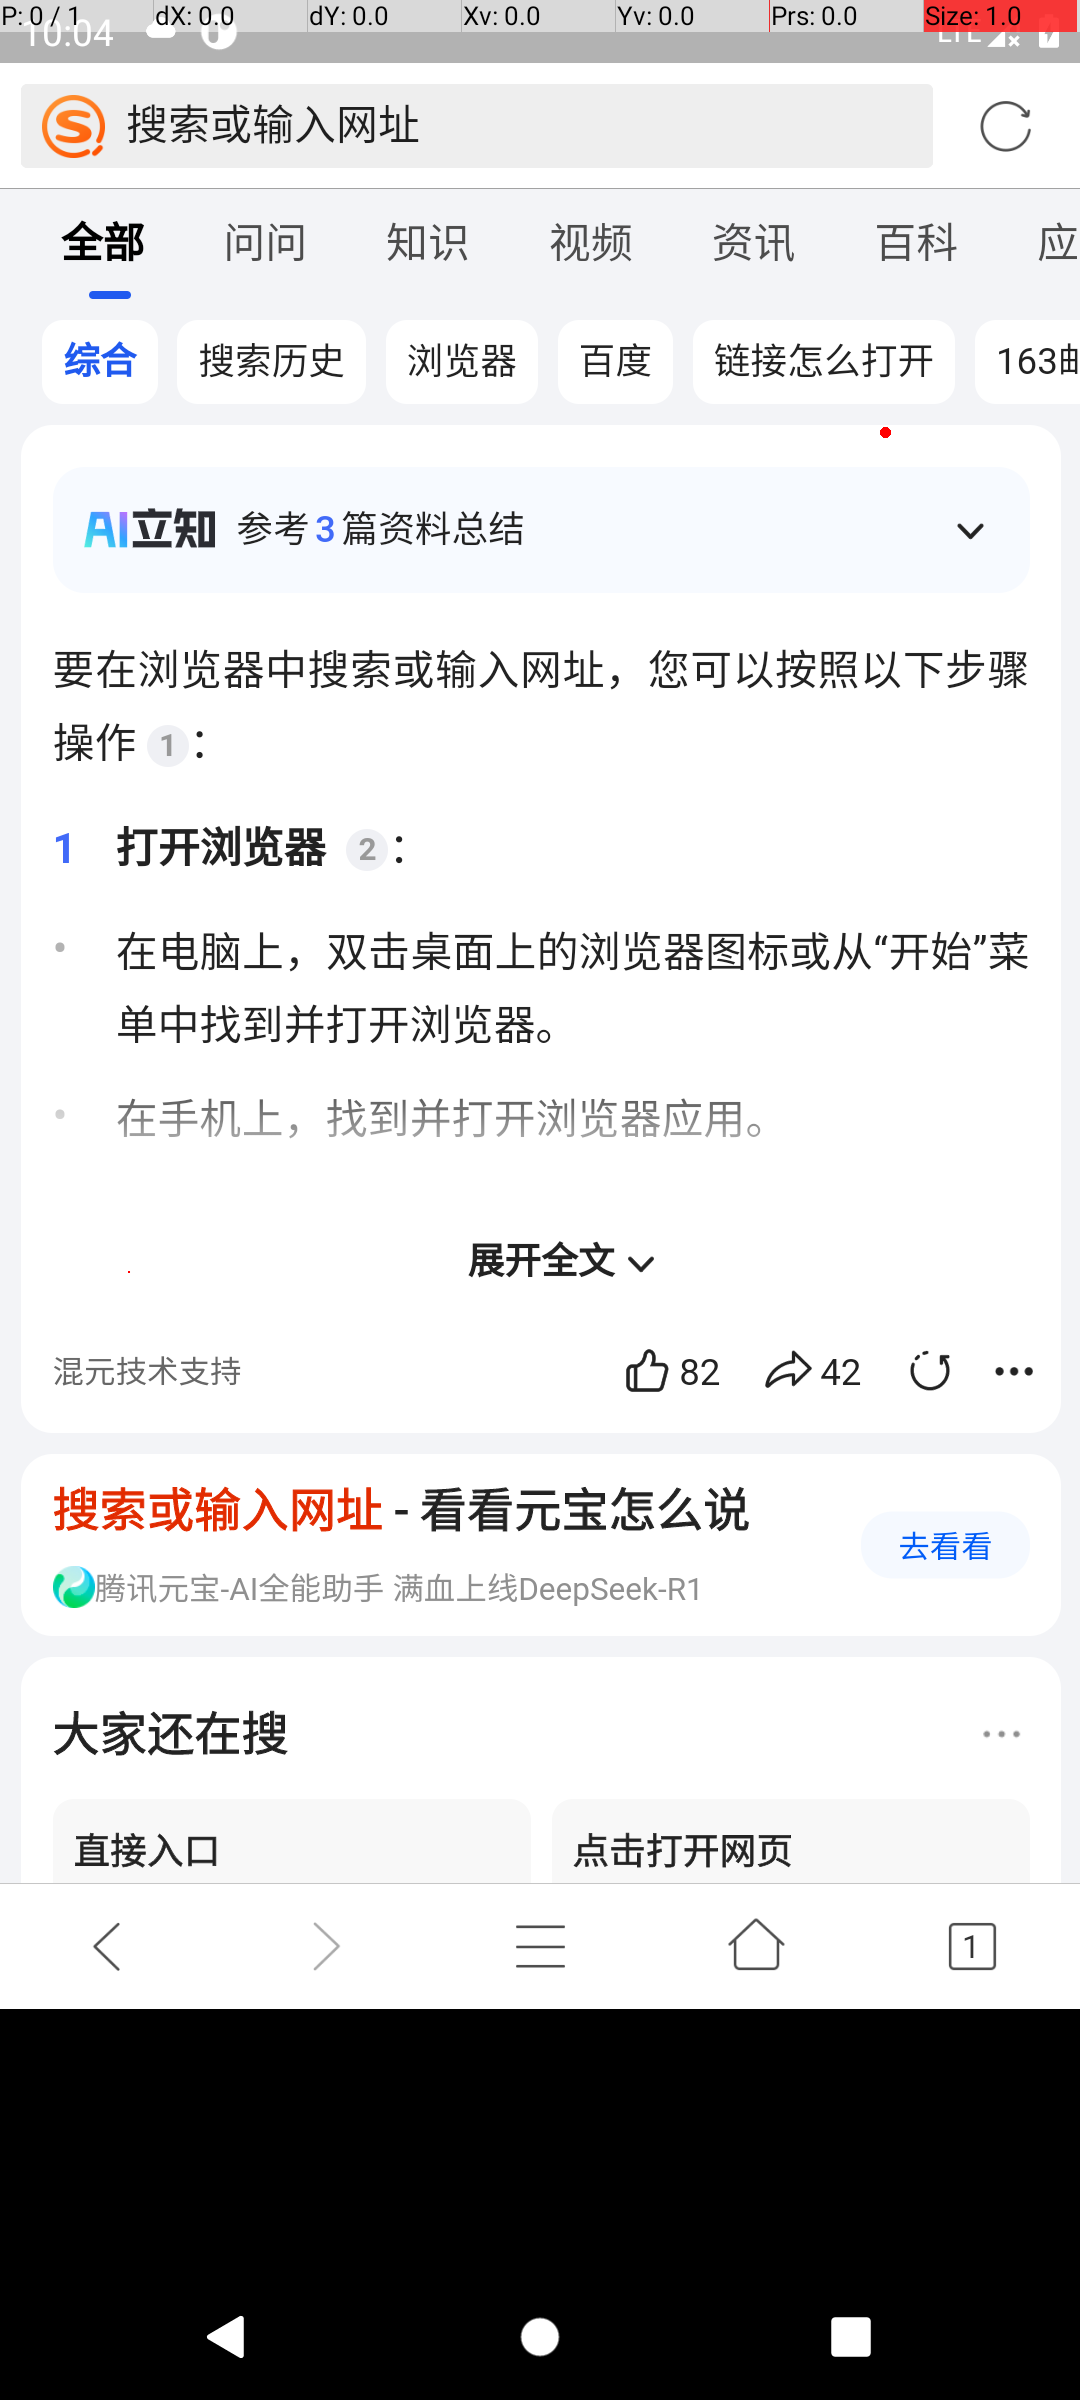 P: 0 / 1 dX: 0.0 dY: 0.0 Xv: 0.0 Yv: 0.0 Prs: 0.0 Size: 1.0
10:04 LTE
搜索或输入网址
全部 问问 知识 视频 资讯 百科 应
综合 搜索历史 浏览器 百度 链接怎么打开 163邮
AI立知 参考3篇资料总结
要在浏览器中搜索或输入网址，您可以按照以下步骤
操作 1：
1 打开浏览器 2：
• 在电脑上，双击桌面上的浏览器图标或从“开始”菜
单中找到并打开浏览器。
• 在手机上，找到并打开浏览器应用。
展开全文
混元技术支持 82 42
搜索或输入网址 - 看看元宝怎么说
去看看
腾讯元宝-AI全能助手 满血上线DeepSeek-R1
大家还在搜
直接入口 点击打开网页
1